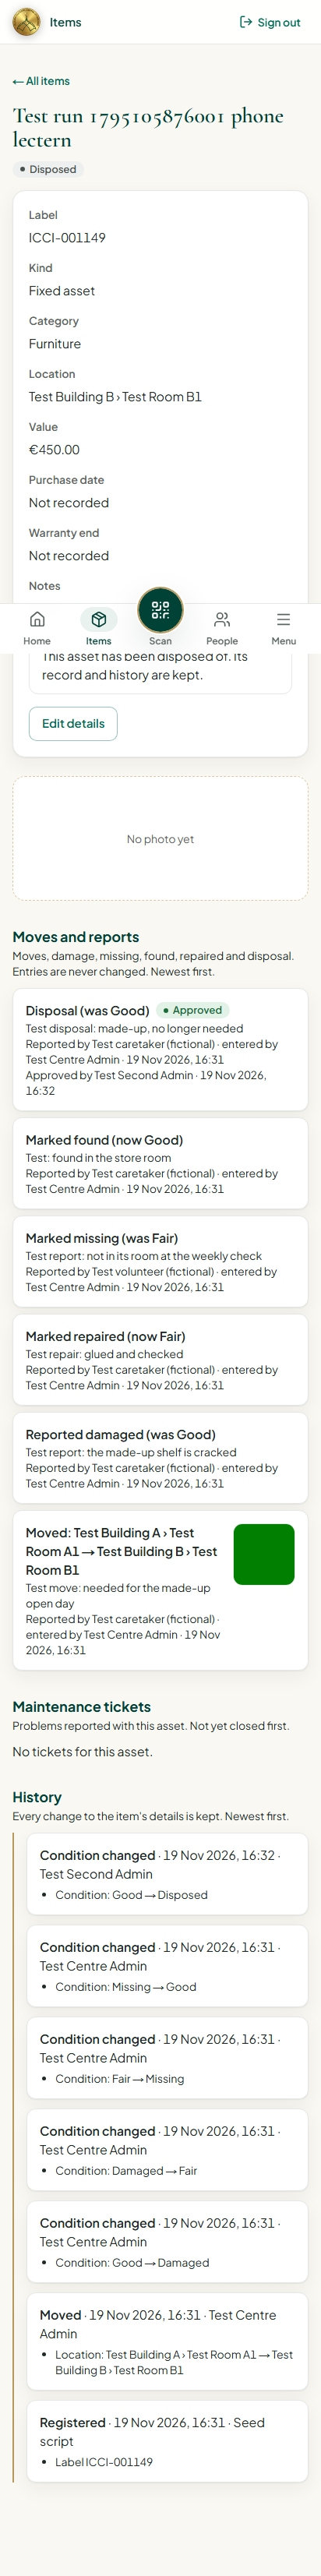 Items
Sign out
← All items
Test run 1795105876001 phone
lectern
Disposed
Label
ICCI-001149
Kind
Fixed asset
Category
Furniture
Location
Test Building B › Test Room B1
Value
€450.00
Purchase date
Not recorded
Warranty end
Not recorded
Notes
Home
Items
Scan
People
Menu
This asset has been disposed of. Its
record and history are kept.
Edit details
No photo yet
Moves and reports
Moves, damage, missing, found, repaired and disposal.
Entries are never changed. Newest first.
Disposal (was Good) Approved
Test disposal: made-up, no longer needed
Reported by Test caretaker (fictional) · entered by
Test Centre Admin · 19 Nov 2026, 16:31
Approved by Test Second Admin · 19 Nov 2026,
16:32
Marked found (now Good)
Test: found in the store room
Reported by Test caretaker (fictional) · entered by
Test Centre Admin · 19 Nov 2026, 16:31
Marked missing (was Fair)
Test report: not in its room at the weekly check
Reported by Test volunteer (fictional) · entered by
Test Centre Admin · 19 Nov 2026, 16:31
Marked repaired (now Fair)
Test repair: glued and checked
Reported by Test caretaker (fictional) · entered by
Test Centre Admin · 19 Nov 2026, 16:31
Reported damaged (was Good)
Test report: the made-up shelf is cracked
Reported by Test caretaker (fictional) · entered by
Test Centre Admin · 19 Nov 2026, 16:31
Moved: Test Building A › Test
Room A1 → Test Building B › Test
Room B1
Test move: needed for the made-up
open day
Reported by Test caretaker (fictional) ·
entered by Test Centre Admin · 19 Nov
2026, 16:31
Maintenance tickets
Problems reported with this asset. Not yet closed first.
No tickets for this asset.
History
Every change to the item's details is kept. Newest first.
Condition changed · 19 Nov 2026, 16:32 ·
Test Second Admin
• Condition: Good → Disposed
Condition changed · 19 Nov 2026, 16:31 ·
Test Centre Admin
• Condition: Missing → Good
Condition changed · 19 Nov 2026, 16:31 ·
Test Centre Admin
• Condition: Fair → Missing
Condition changed · 19 Nov 2026, 16:31 ·
Test Centre Admin
• Condition: Damaged → Fair
Condition changed · 19 Nov 2026, 16:31 ·
Test Centre Admin
• Condition: Good → Damaged
Moved · 19 Nov 2026, 16:31 · Test Centre
Admin
• Location: Test Building A › Test Room A1 → Test
Building B › Test Room B1
Registered · 19 Nov 2026, 16:31 · Seed
script
• Label ICCI-001149